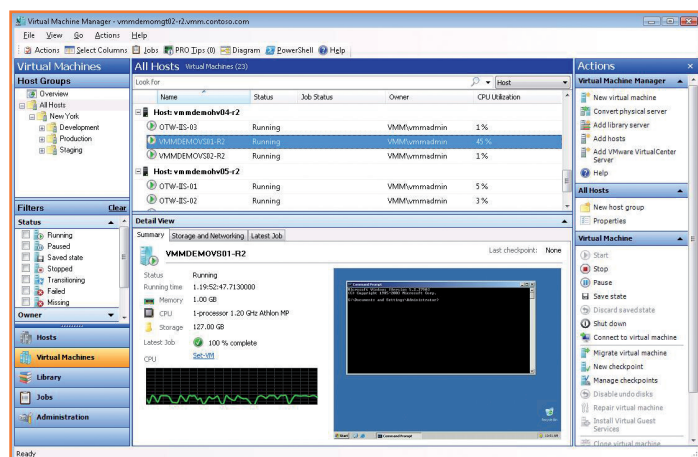 Virtual Machine Manager - vmmdemomgt02-r2.vmm.contoso.com
File View Go Actions Help
Actions Select Columns Jobs PRO Tips (0) Diagram PowerShell Help
Virtual Machines
Host Groups
Overview
All Hosts
New York
Development
Production
Staging
Filters Clear
Status
Running
Paused
Saved state
Stopped
Transitioning
Failed
Missing
Owner
Hosts
Virtual Machines
Library
Jobs
Administration
Ready
All Hosts Virtual Machines (23)
Look for Host
Name Status Job Status Owner CPU Utilization
Host: vmmdemohv04-r2
OTW-IIS-03 Running VMM\vmmadmin 1 %
VMMDEMOVS01-R2 Running VMM\vmmadmin 45 %
VMMDEMOVS02-R2 Running VMM\vmmadmin 1 %
Host: vmmdemohv05-r2
OTW-IIS-01 Running VMM\vmmadmin 5 %
OTW-IIS-02 Running VMM\vmmadmin 3 %
Detail View
Summary Storage and Networking Latest Job
VMMDEMOVS01-R2 Last checkpoint: None
Status Running
Running time 1.19:52:47.7130000
Memory 1.00 GB
CPU 1-processor 1.20 GHz Athlon MP
Storage 127.00 GB
Latest Job 100 % complete
Set-VM
CPU
Command Prompt
Start Command Prompt
Actions
Virtual Machine Manager
New virtual machine
Convert physical server
Add library server
Add hosts
Add VMware VirtualCenter
Server
Help
All Hosts
New host group
Properties
Virtual Machine
Start
Stop
Pause
Save state
Discard saved state
Shut down
Connect to virtual machine
Migrate virtual machine
New checkpoint
Manage checkpoints
Disable undo disks
Repair virtual machine
Install Virtual Guest
Services
Clone virtual machine